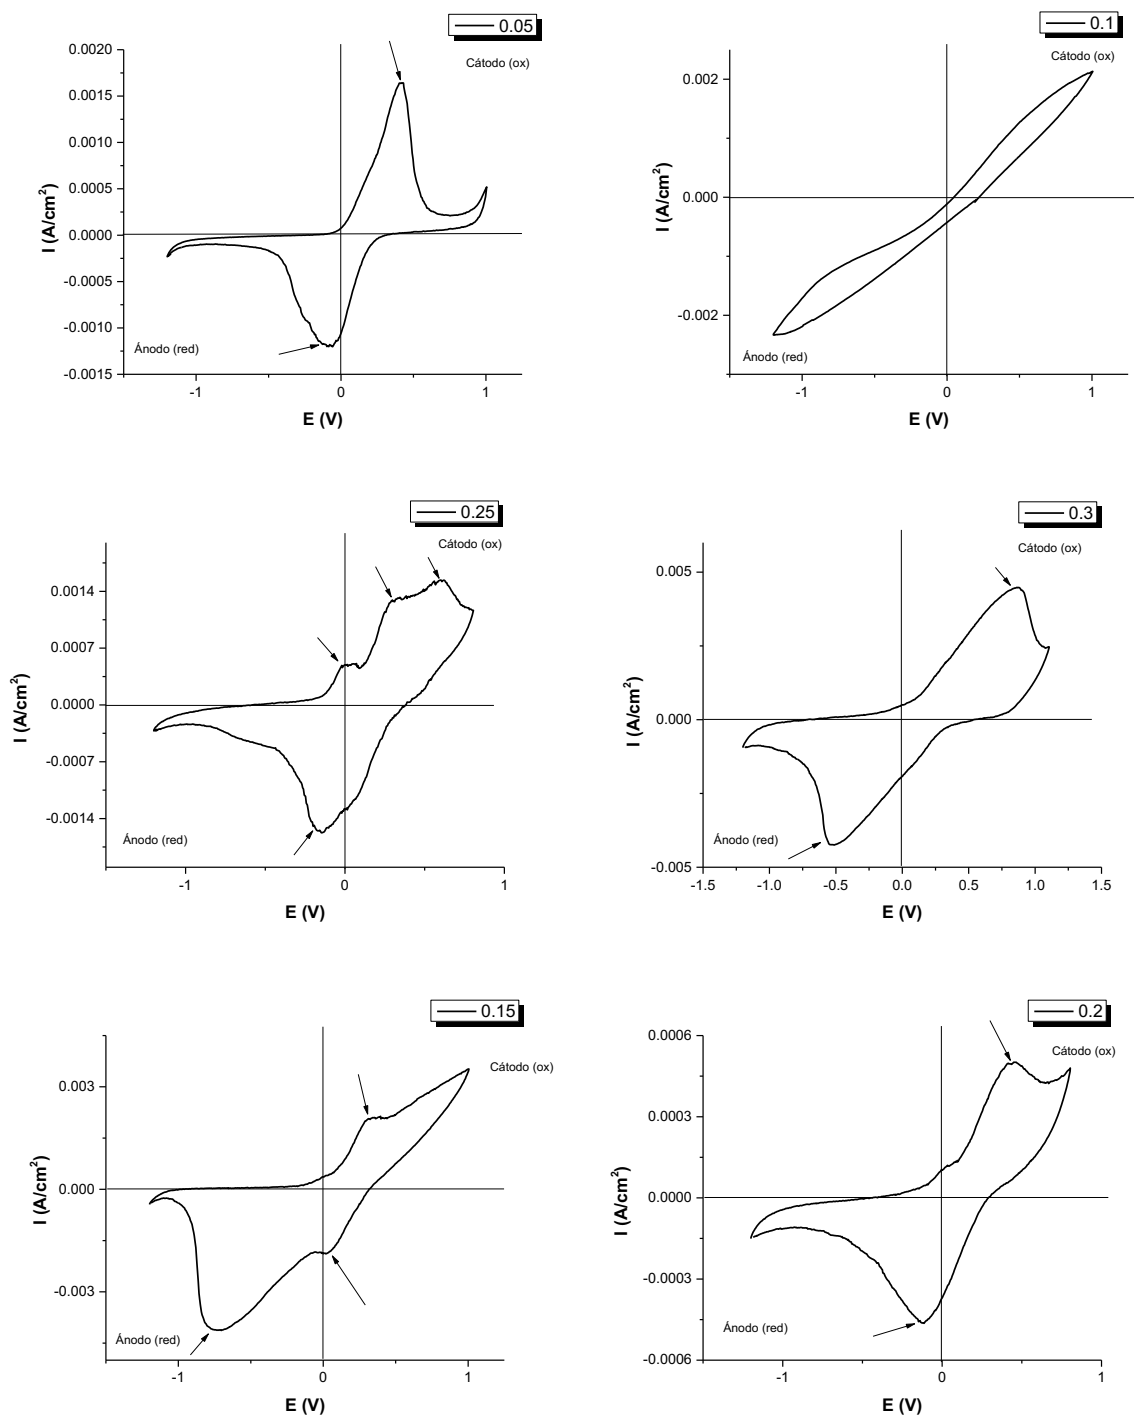 0.05
Cátodo (ox)
0.0020
0.0015
0.0010
0.0005
0.0000
-0.0005
-0.0010
-0.0015
I (A/cm²)
Ánodo (red)
-1 0 1
E (V)
0.1
Cátodo (ox)
0.002
0.000
-0.002
I (A/cm²)
Ánodo (red)
-1 0 1
E (V)
0.25
Cátodo (ox)
0.0014
0.0007
0.0000
-0.0007
-0.0014
I (A/cm²)
Ánodo (red)
-1 0 1
E (V)
0.3
Cátodo (ox)
0.005
0.000
-0.005
I (A/cm²)
Ánodo (red)
-1.5 -1.0 -0.5 0.0 0.5 1.0 1.5
E (V)
0.15
Cátodo (ox)
0.003
0.000
-0.003
I (A/cm²)
Ánodo (red)
-1 0 1
E (V)
0.2
Cátodo (ox)
0.0006
0.0003
0.0000
-0.0003
-0.0006
I (A/cm²)
Ánodo (red)
-1 0 1
E (V)